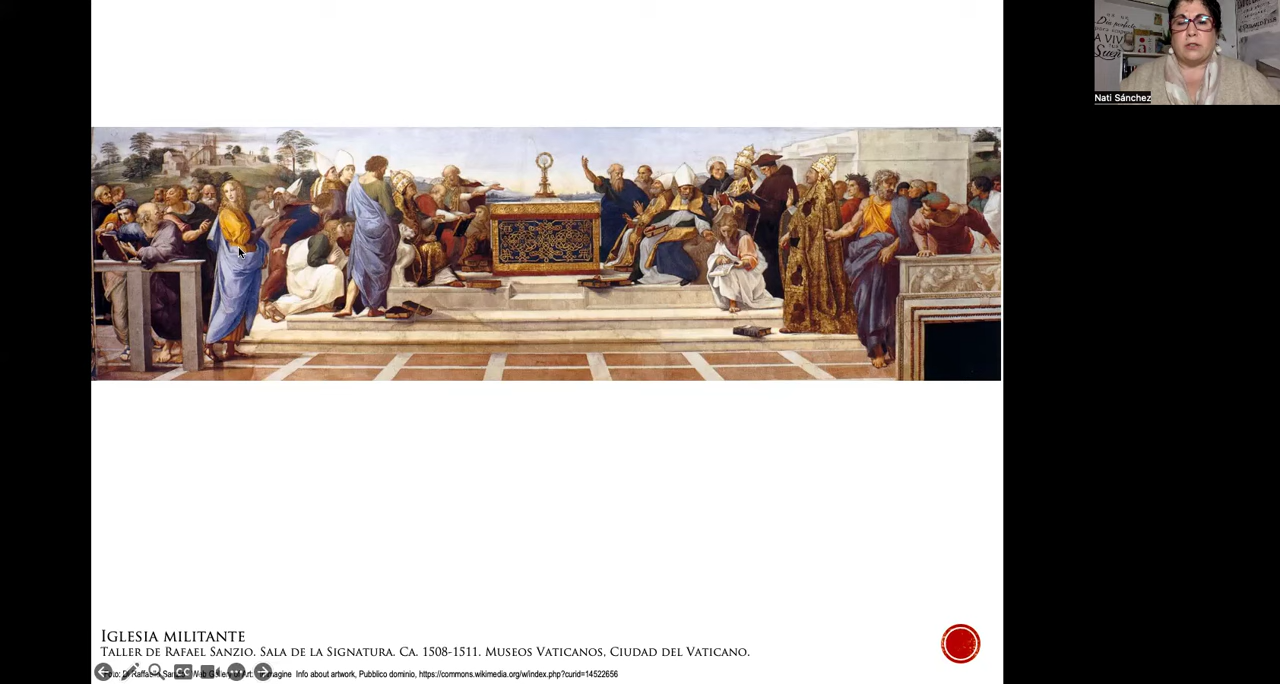 Nati Sánchez
Iglesia militante
Taller de Rafael Sanzio. Sala de la Signatura. Ca. 1508-1511. Museos Vaticanos, Ciudad del Vaticano.
Info about artwork, Pubblico dominio, https://commons.wikimedia.org/w/index.php?curid=14522656